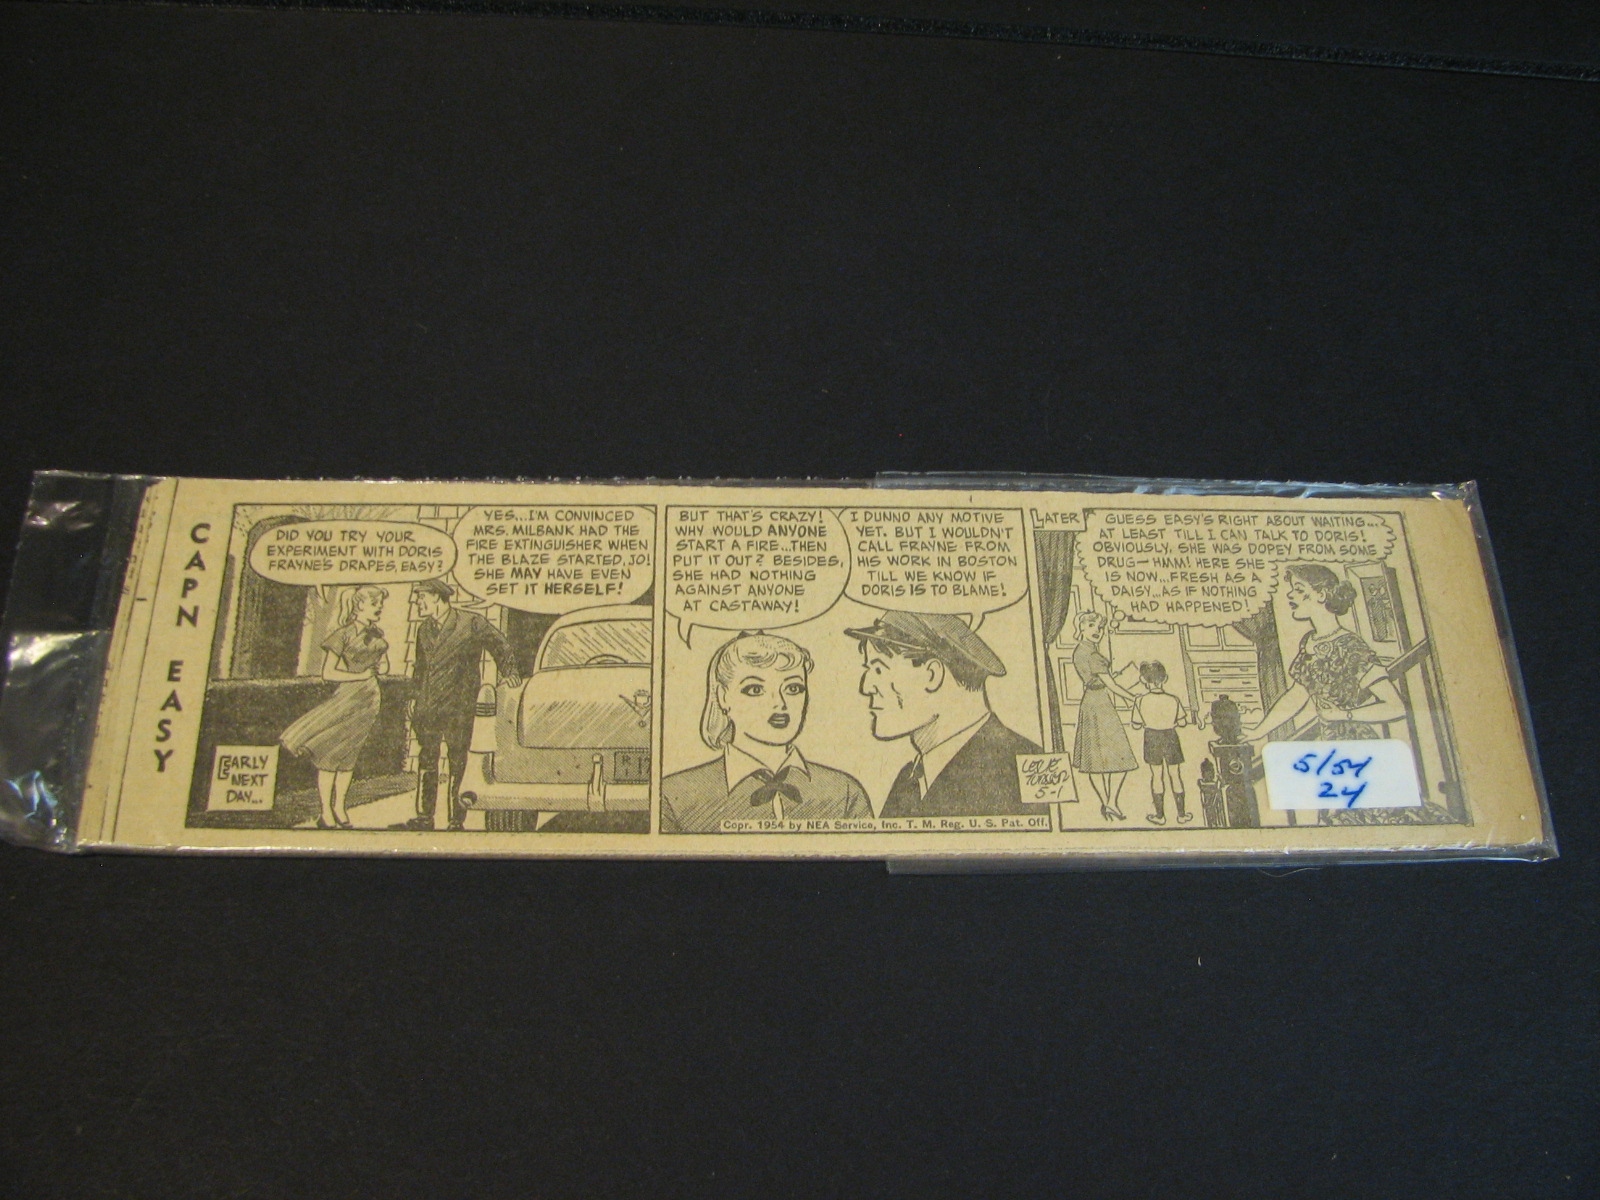 CAPN EASY
DID YOU TRY YOUR
EXPERIMENT WITH DORIS
FRAYNE'S DRAPES, EASY?
YES...I'M CONVINCED
MRS. MILBANK HAD THE
FIRE EXTINGUISHER WHEN
THE BLAZE STARTED, JO!
SHE MAY HAVE EVEN
SET IT HERSELF!
EARLY
NEXT
DAY...
BUT THAT'S CRAZY!
WHY WOULD ANYONE
START A FIRE...THEN
PUT IT OUT? BESIDES,
SHE HAD NOTHING
AGAINST ANYONE
AT CASTAWAY!
I DUNNO ANY MOTIVE
YET. BUT I WOULDN'T
CALL FRAYNE FROM
HIS WORK IN BOSTON
TILL WE KNOW IF
DORIS IS TO BLAME!
LESLIE
TURNER
5-1
Copr. 1954 by NEA Service, Inc. T. M. Reg. U. S. Pat. Off.
LATER
GUESS EASY'S RIGHT ABOUT WAITING...
AT LEAST TILL I CAN TALK TO DORIS!
OBVIOUSLY, SHE WAS DOPEY FROM SOME
DRUG—HMM! HERE SHE
IS NOW...FRESH AS A
DAISY...AS IF NOTHING
HAD HAPPENED!
5/54
24